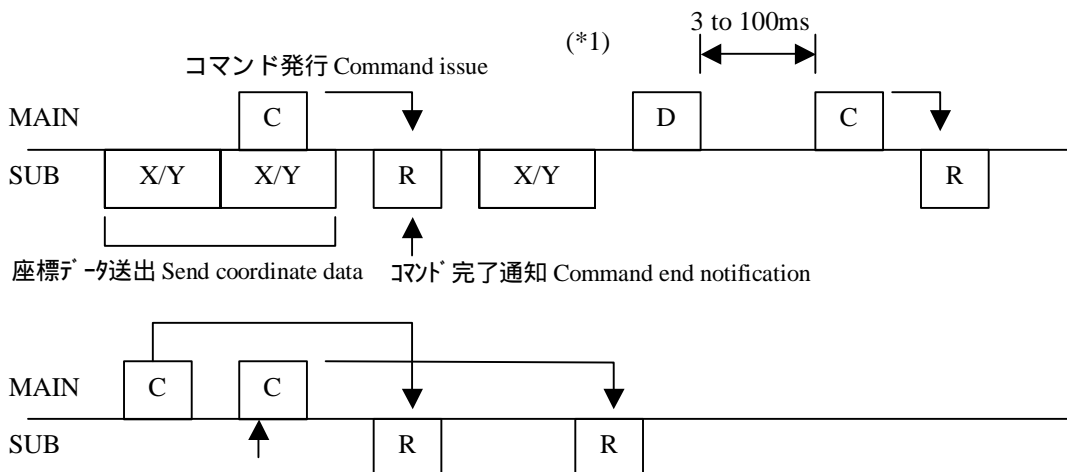 3 to 100ms
(*1)
コマンド発行 Command issue
MAIN C D C
SUB X/Y X/Y R X/Y R
座標ﾃﾞｰﾀ送出 Send coordinate data ｺﾏﾝﾄﾞ完了通知 Command end notification
MAIN C C
SUB R R